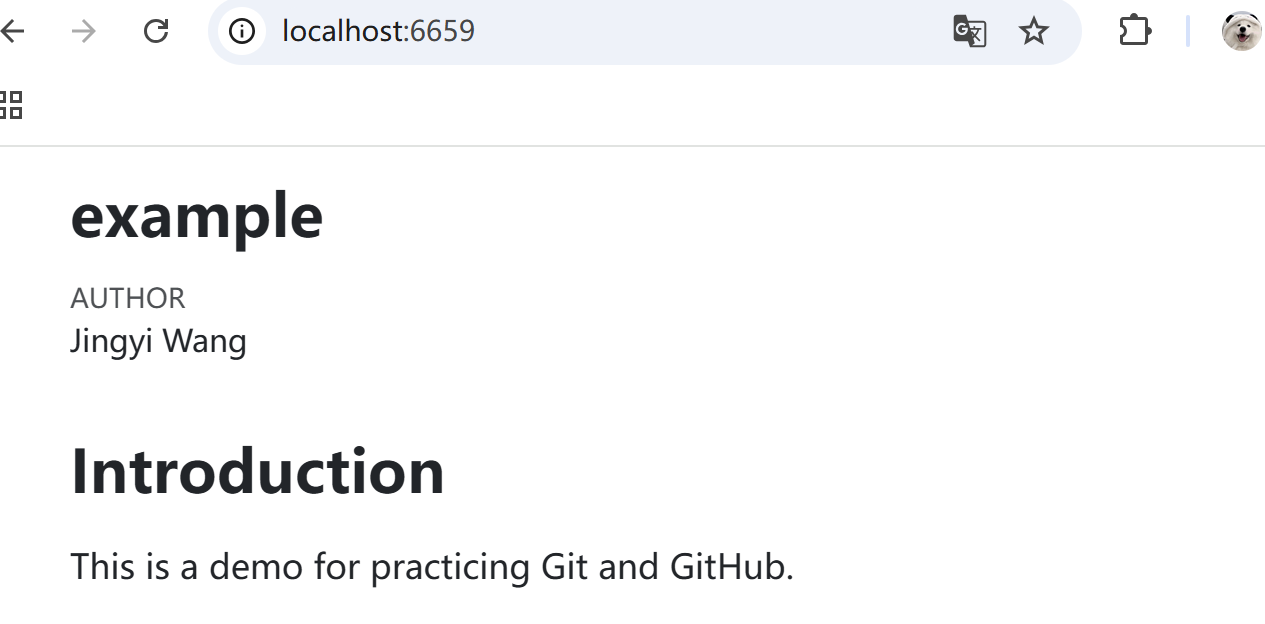 localhost:6659
example
AUTHOR
Jingyi Wang
Introduction
This is a demo for practicing Git and GitHub.